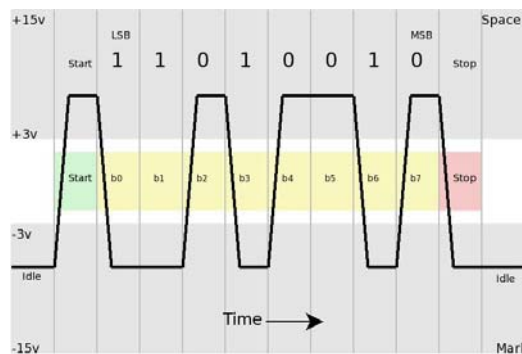 +15v Space
LSB MSB
Start 1 1 0 1 0 0 1 0 Stop
+3v
Start b0 b1 b2 b3 b4 b5 b6 b7 Stop
-3v
Idle Idle
Time
-15v Mark